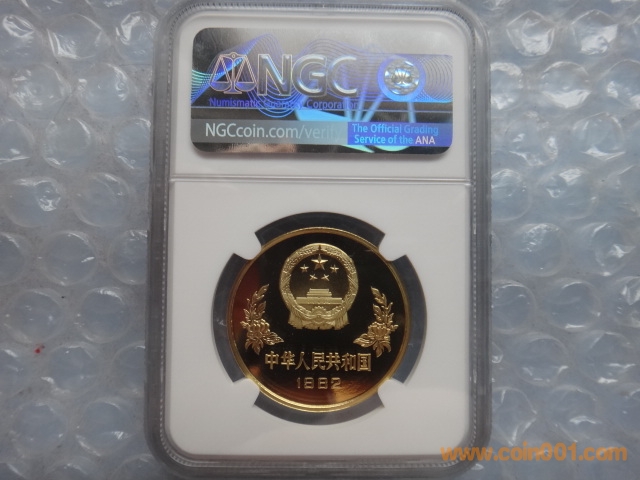 NGC
Numismatic Guaranty Corporation
NGCcoin.com/verify
The Official Grading
Service of the ANA
中华人民共和国
1982
www.coin001.com